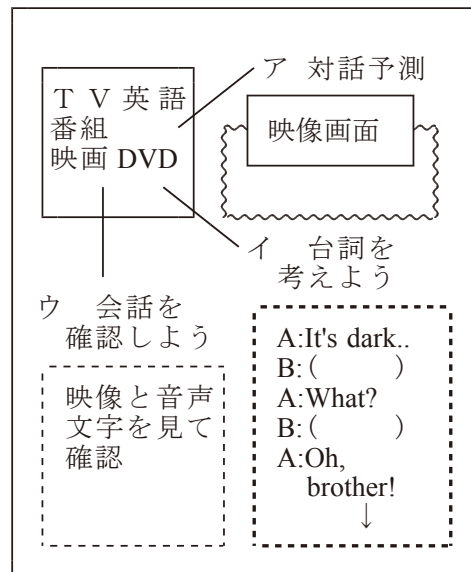 ＴＶ英語
番組
映画 DVD
ア 対話予測
映像画面
イ 台詞を
考えよう
ウ 会話を
確認しよう
映像と音声
文字を見て
確認
A:It's dark..
B:(　　　)
A:What?
B:(　　　)
A:Oh,
brother!
↓